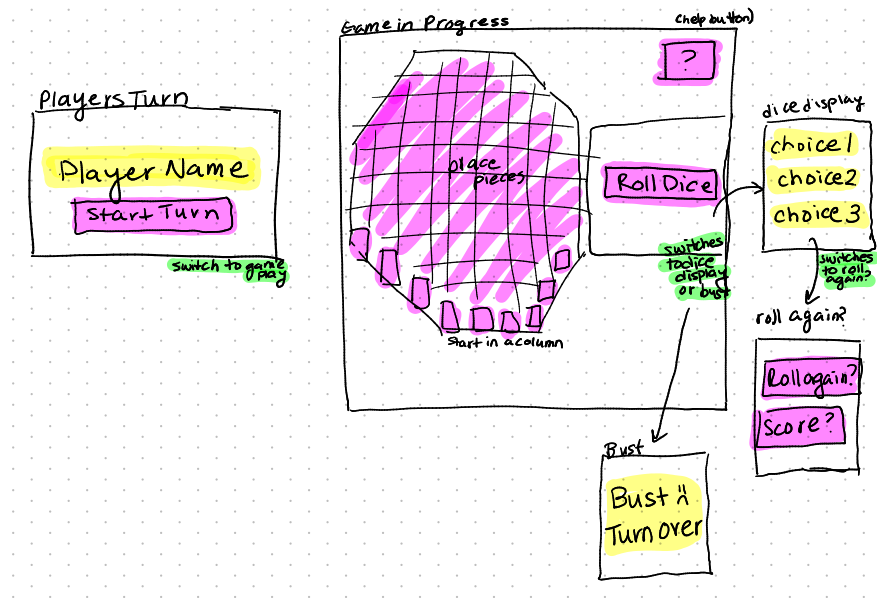 Players Turn
Player Name
Start Turn
switch to game
play
Game in Progress
(help button)
?
place
pieces
Roll Dice
switches
to dice
display
or bust
start in a column
dice display
choice 1
choice 2
choice 3
switches
to roll
again?
roll again?
Roll again?
Score?
Bust
Bust :(
Turn over